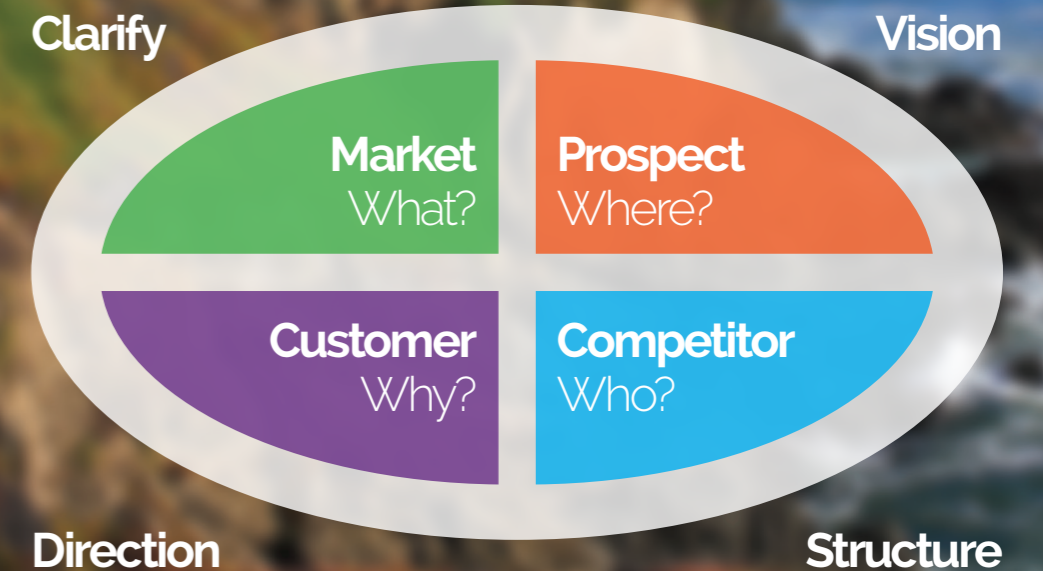 Clarify
Vision
Market
What?
Prospect
Where?
Customer
Why?
Competitor
Who?
Direction
Structure